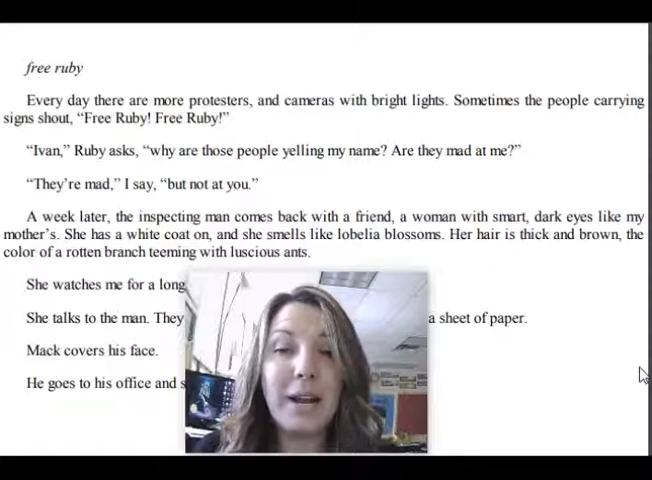 free ruby
Every day there are more protesters, and cameras with bright lights. Sometimes the people carrying
signs shout, “Free Ruby! Free Ruby!”
“Ivan,” Ruby asks, “why are those people yelling my name? Are they mad at me?”
“They’re mad,” I say, “but not at you.”
A week later, the inspecting man comes back with a friend, a woman with smart, dark eyes like my
mother’s. She has a white coat on, and she smells like lobelia blossoms. Her hair is thick and brown, the
color of a rotten branch teeming with luscious ants.
She watches me for a long
She talks to the man. They a sheet of paper.
Mack covers his face.
He goes to his office and